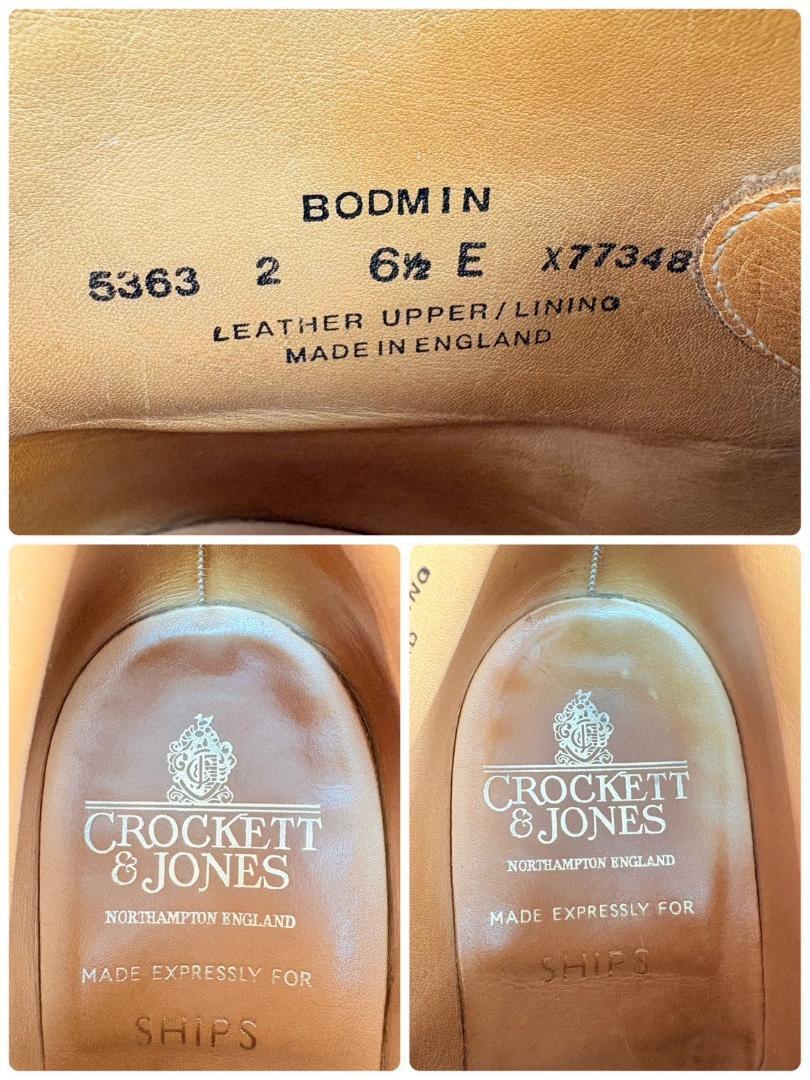 BODMIN
5363 2 6½ E X77348
LEATHER UPPER/LINING
MADE IN ENGLAND
CROCKETT
& JONES
NORTHAMPTON ENGLAND
MADE EXPRESSLY FOR
SHIPS
CROCKETT
& JONES
NORTHAMPTON ENGLAND
MADE EXPRESSLY FOR
SHIPS